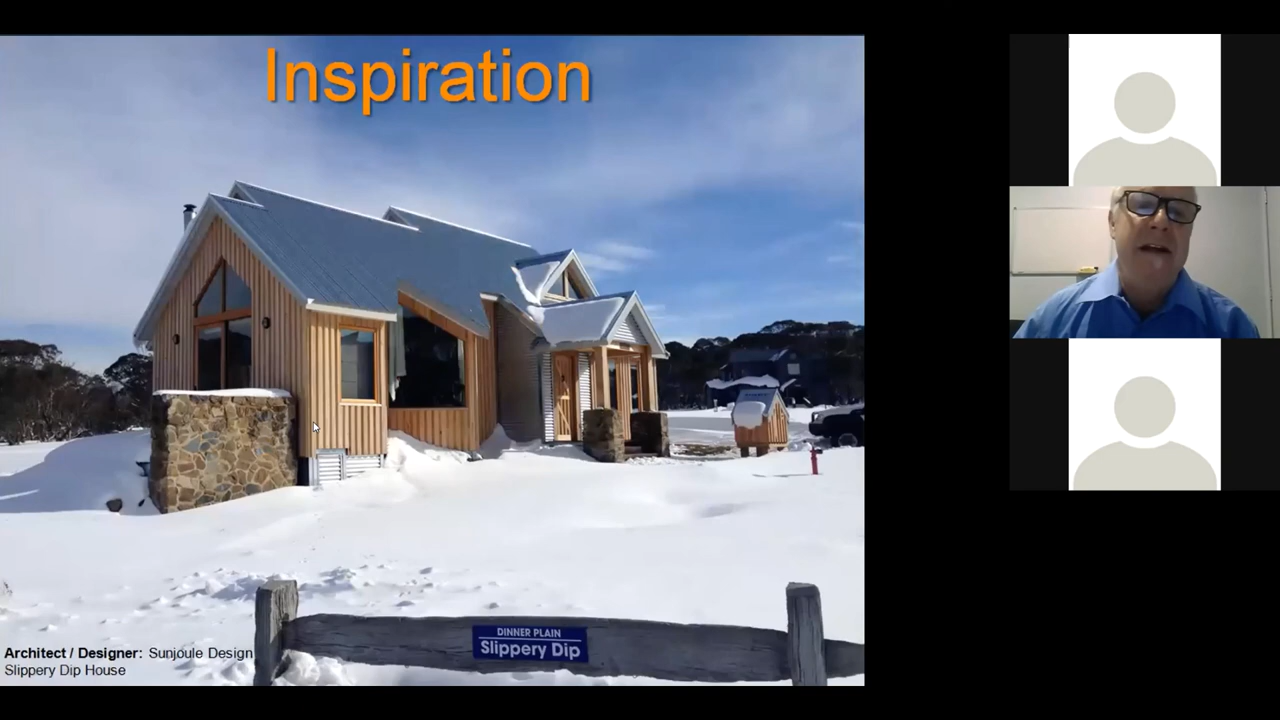 Inspiration
DINNER PLAIN
Slippery Dip
Architect / Designer: Sunjoule Design
Slippery Dip House